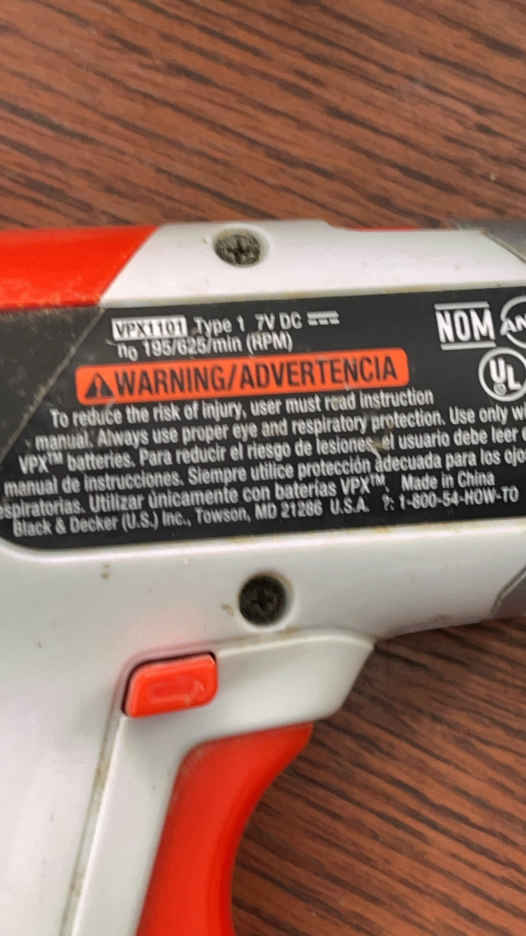 VPX1101 Type 1 7V DC
n0 195/625/min (RPM)
NOM
UL
WARNING/ADVERTENCIA
To reduce the risk of injury, user must read instruction
manual. Always use proper eye and respiratory protection. Use only
VPX™ batteries. Para reducir el riesgo de lesiones, el usuario debe leer
manual de instrucciones. Siempre utilice protección adecuada para los
respiratorias. Utilizar únicamente con baterías VPX™. Made in China
Black & Decker (U.S.) Inc., Towson, MD 21286 U.S.A. 1-800-54-HOW-TO